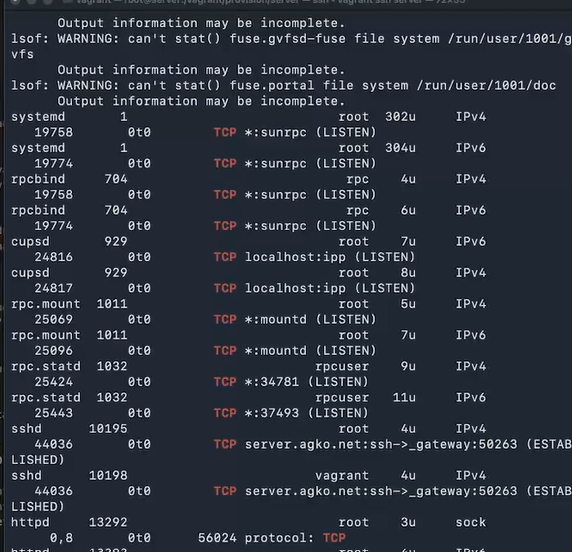 Output information may be incomplete.
lsof: WARNING: can't stat() fuse.gvfsd-fuse file system /run/user/1001/g
vfs
Output information may be incomplete.
lsof: WARNING: can't stat() fuse.portal file system /run/user/1001/doc
Output information may be incomplete.
systemd 1 root 302u IPv4
19758 0t0 TCP *:sunrpc (LISTEN)
systemd 1 root 304u IPv6
19774 0t0 TCP *:sunrpc (LISTEN)
rpcbind 704 rpc 4u IPv4
19758 0t0 TCP *:sunrpc (LISTEN)
rpcbind 704 rpc 6u IPv6
19774 0t0 TCP *:sunrpc (LISTEN)
cupsd 929 root 7u IPv6
24816 0t0 TCP localhost:ipp (LISTEN)
cupsd 929 root 8u IPv4
24817 0t0 TCP localhost:ipp (LISTEN)
rpc.mount 1011 root 5u IPv4
25069 0t0 TCP *:mountd (LISTEN)
rpc.mount 1011 root 7u IPv6
25096 0t0 TCP *:mountd (LISTEN)
rpc.statd 1032 rpcuser 9u IPv4
25424 0t0 TCP *:34781 (LISTEN)
rpc.statd 1032 rpcuser 11u IPv6
25443 0t0 TCP *:37493 (LISTEN)
sshd 10195 root 4u IPv4
44036 0t0 TCP server.agko.net:ssh->_gateway:50263 (ESTAB
LISHED)
sshd 10198 vagrant 4u IPv4
44036 0t0 TCP server.agko.net:ssh->_gateway:50263 (ESTAB
LISHED)
httpd 13292 root 3u sock
0,8 0t0 56024 protocol: TCP